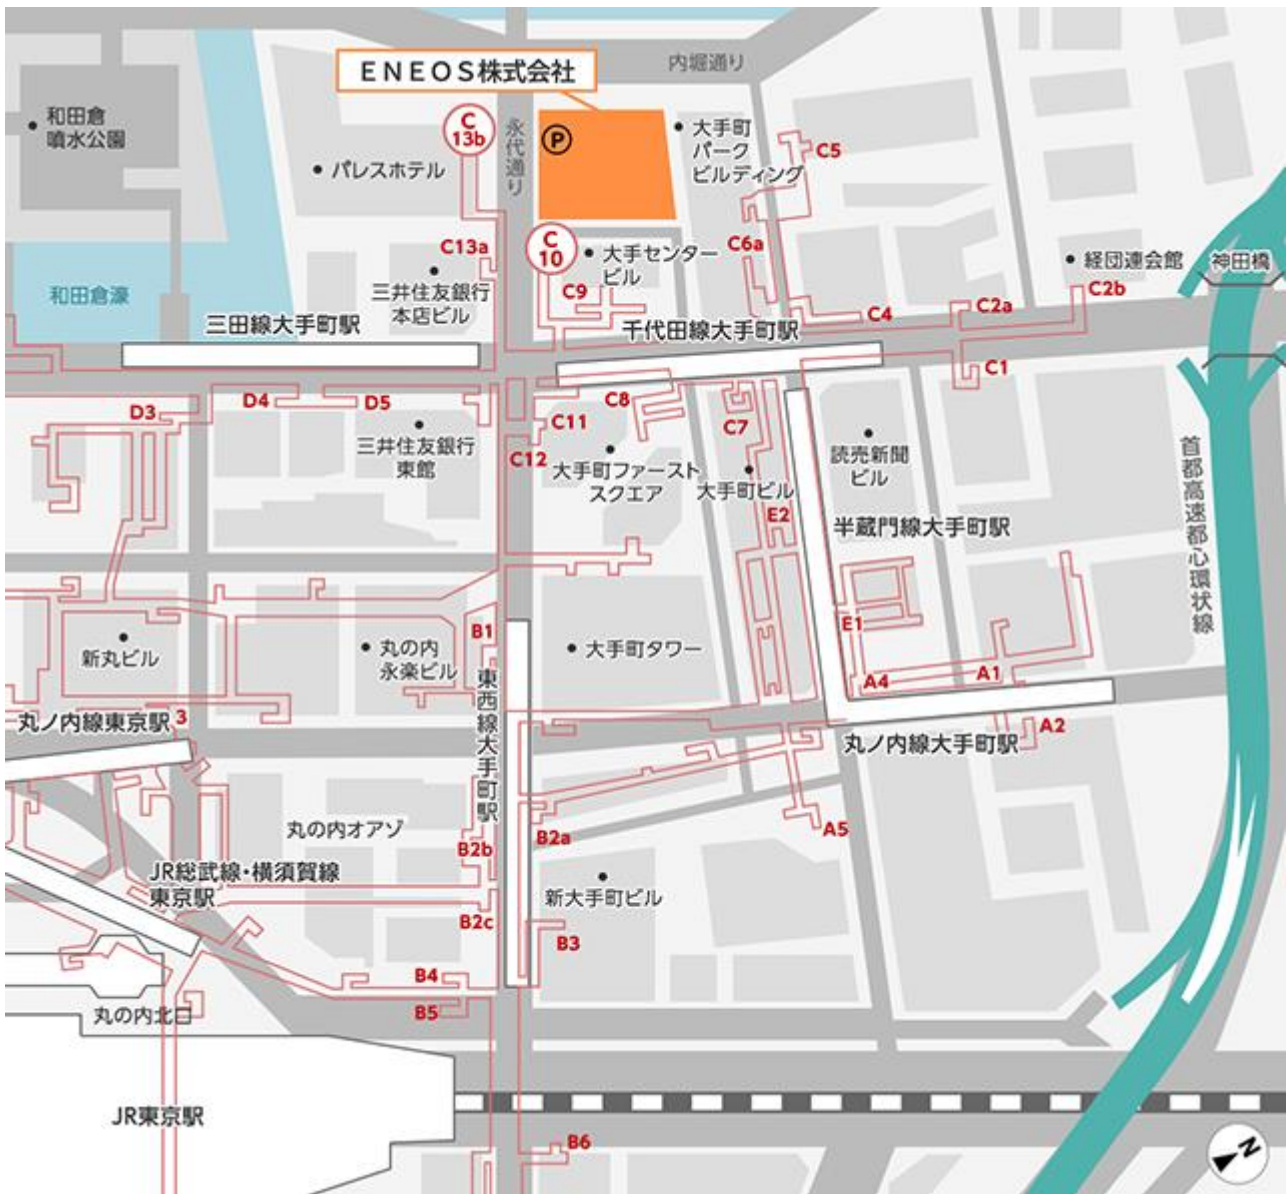 内堀通り
ENEOS株式会社
和田倉
噴水公園
C
13b
永代通り
P
大手町
パーク
ビルディング
C5
パレスホテル
C
10
C13a
大手センター
ビル
C6a
経団連会館
神田橋
和田倉濠
三井住友銀行
本店ビル
C9
C2b
三田線大手町駅
千代田線大手町駅
C4
C2a
C1
D3
D4
D5
C11
C8
C7
三井住友銀行
東館
C12
大手町ファースト
スクエア
大手町ビル
読売新聞
ビル
首都高速都心環状線
E2
半蔵門線大手町駅
新丸ビル
丸の内
永楽ビル
B1
大手町タワー
E1
A4
A1
東西線大手町駅
丸ノ内線東京駅
3
丸ノ内線大手町駅
A2
丸の内オアゾ
B2a
A5
B2b
JR総武線・横須賀線
東京駅
新大手町ビル
B2c
B3
B4
B5
丸の内北口
JR東京駅
B6
N